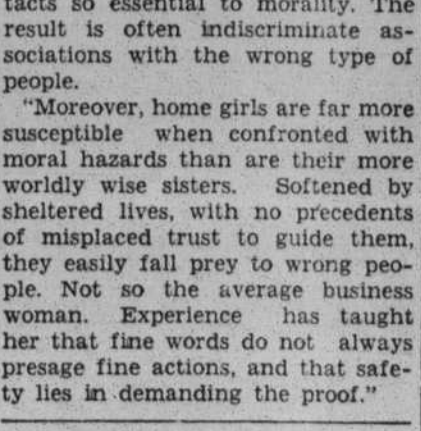 tacts so essential to morality. The
result is often indiscriminate as-
sociations with the wrong type of
people.
"Moreover, home girls are far more
susceptible when confronted with
moral hazards than are their more
worldly wise sisters. Softened by
sheltered lives, with no precedents
of misplaced trust to guide them,
they easily fall prey to wrong peo-
ple. Not so the average business
woman. Experience has taught
her that fine words do not always
presage fine actions, and that safe-
ty lies in demanding the proof."